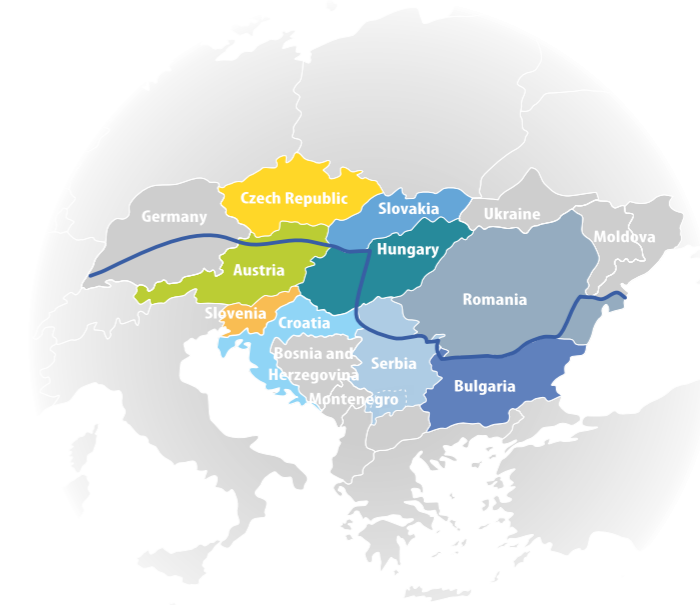 Czech Republic
Slovakia
Germany
Ukraine
Moldova
Hungary
Austria
Romania
Slovenia
Croatia
Bosnia and
Herzegovina
Serbia
Bulgaria
Montenegro